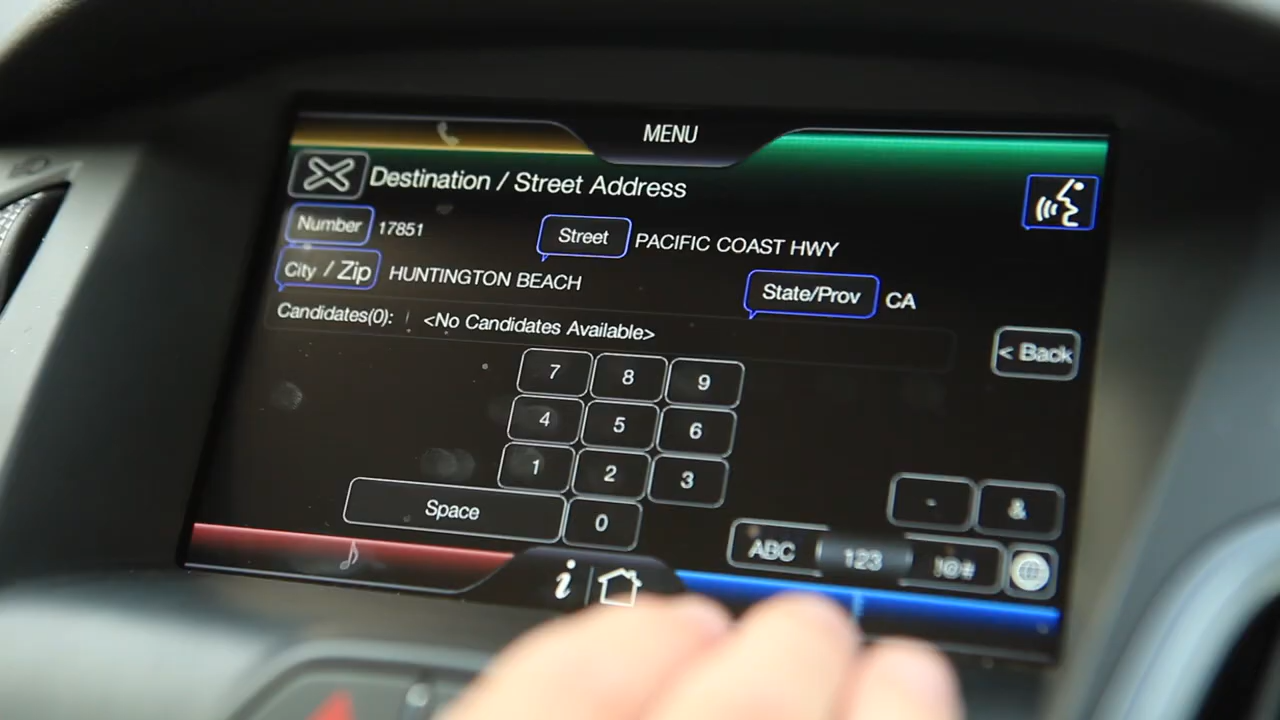 MENU
Destination / Street Address
Number 17851 Street PACIFIC COAST HWY
City / Zip HUNTINGTON BEACH State/Prov CA
Candidates(0): <No Candidates Available>
< Back
7 8 9
4 5 6
1 2 3
- &
Space 0
ABC 123 !@#
i